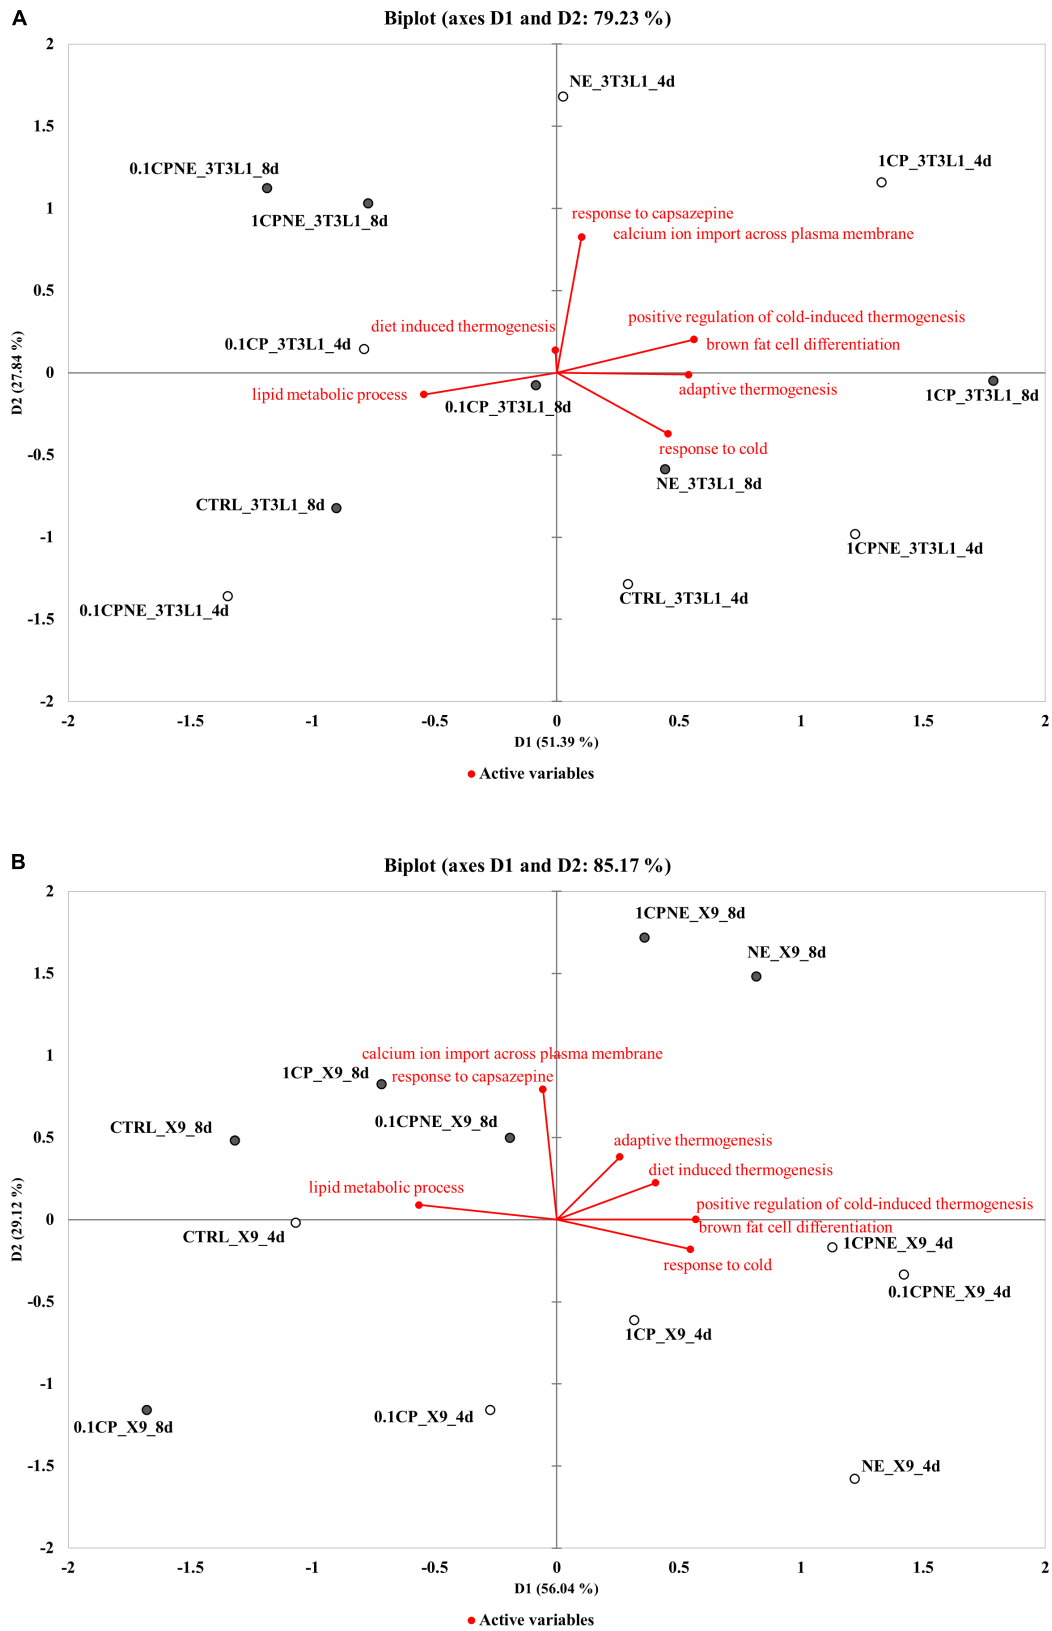 A
Biplot (axes D1 and D2: 79.23 %)
2
NE_3T3L1_4d
1.5
0.1CPNE_3T3L1_8d
1CP_3T3L1_4d
1
1CPNE_3T3L1_8d
response to capsazepine
calcium ion import across plasma membrane
0.5
diet induced thermogenesis
positive regulation of cold-induced thermogenesis
0.1CP_3T3L1_4d
brown fat cell differentiation
D2 (27.84 %)
0
lipid metabolic process
adaptive thermogenesis
1CP_3T3L1_8d
0.1CP_3T3L1_8d
-0.5
response to cold
NE_3T3L1_8d
CTRL_3T3L1_8d
-1
1CPNE_3T3L1_4d
CTRL_3T3L1_4d
0.1CPNE_3T3L1_4d
-1.5
-2
-2 -1.5 -1 -0.5 0 0.5 1 1.5 2
D1 (51.39 %)
Active variables
B
Biplot (axes D1 and D2: 85.17 %)
2
1CPNE_X9_8d
NE_X9_8d
1.5
1
calcium ion import across plasma membrane
1CP_X9_8d
response to capsazepine
0.5
CTRL_X9_8d
0.1CPNE_X9_8d
adaptive thermogenesis
diet induced thermogenesis
lipid metabolic process
positive regulation of cold-induced thermogenesis
D2 (29.12 %)
0
brown fat cell differentiation
CTRL_X9_4d
1CPNE_X9_4d
response to cold
0.1CPNE_X9_4d
-0.5
1CP_X9_4d
-1
0.1CP_X9_8d
0.1CP_X9_4d
-1.5
NE_X9_4d
-2
-2 -1.5 -1 -0.5 0 0.5 1 1.5 2
D1 (56.04 %)
Active variables